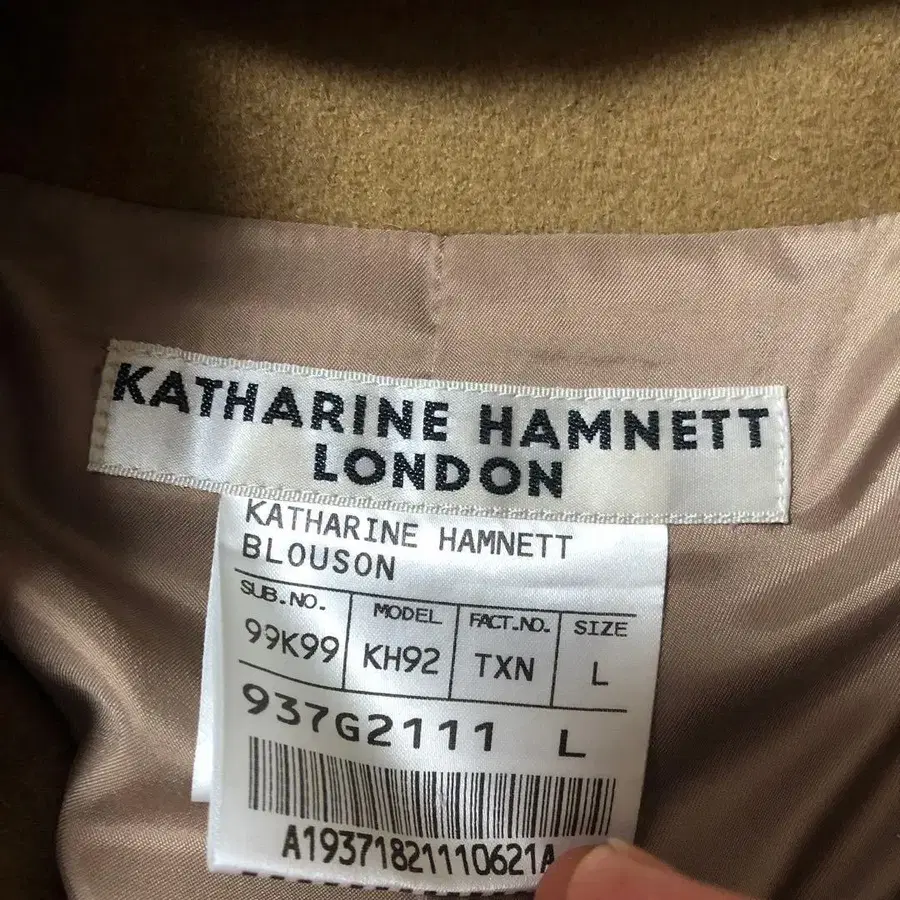 KATHARINE HAMNETT
LONDON
KATHARINE HAMNETT
BLOUSON
SUB.NO. MODEL FACT.NO. SIZE
99K99 KH92 TXN L
937G2111 L
A19371821110621A